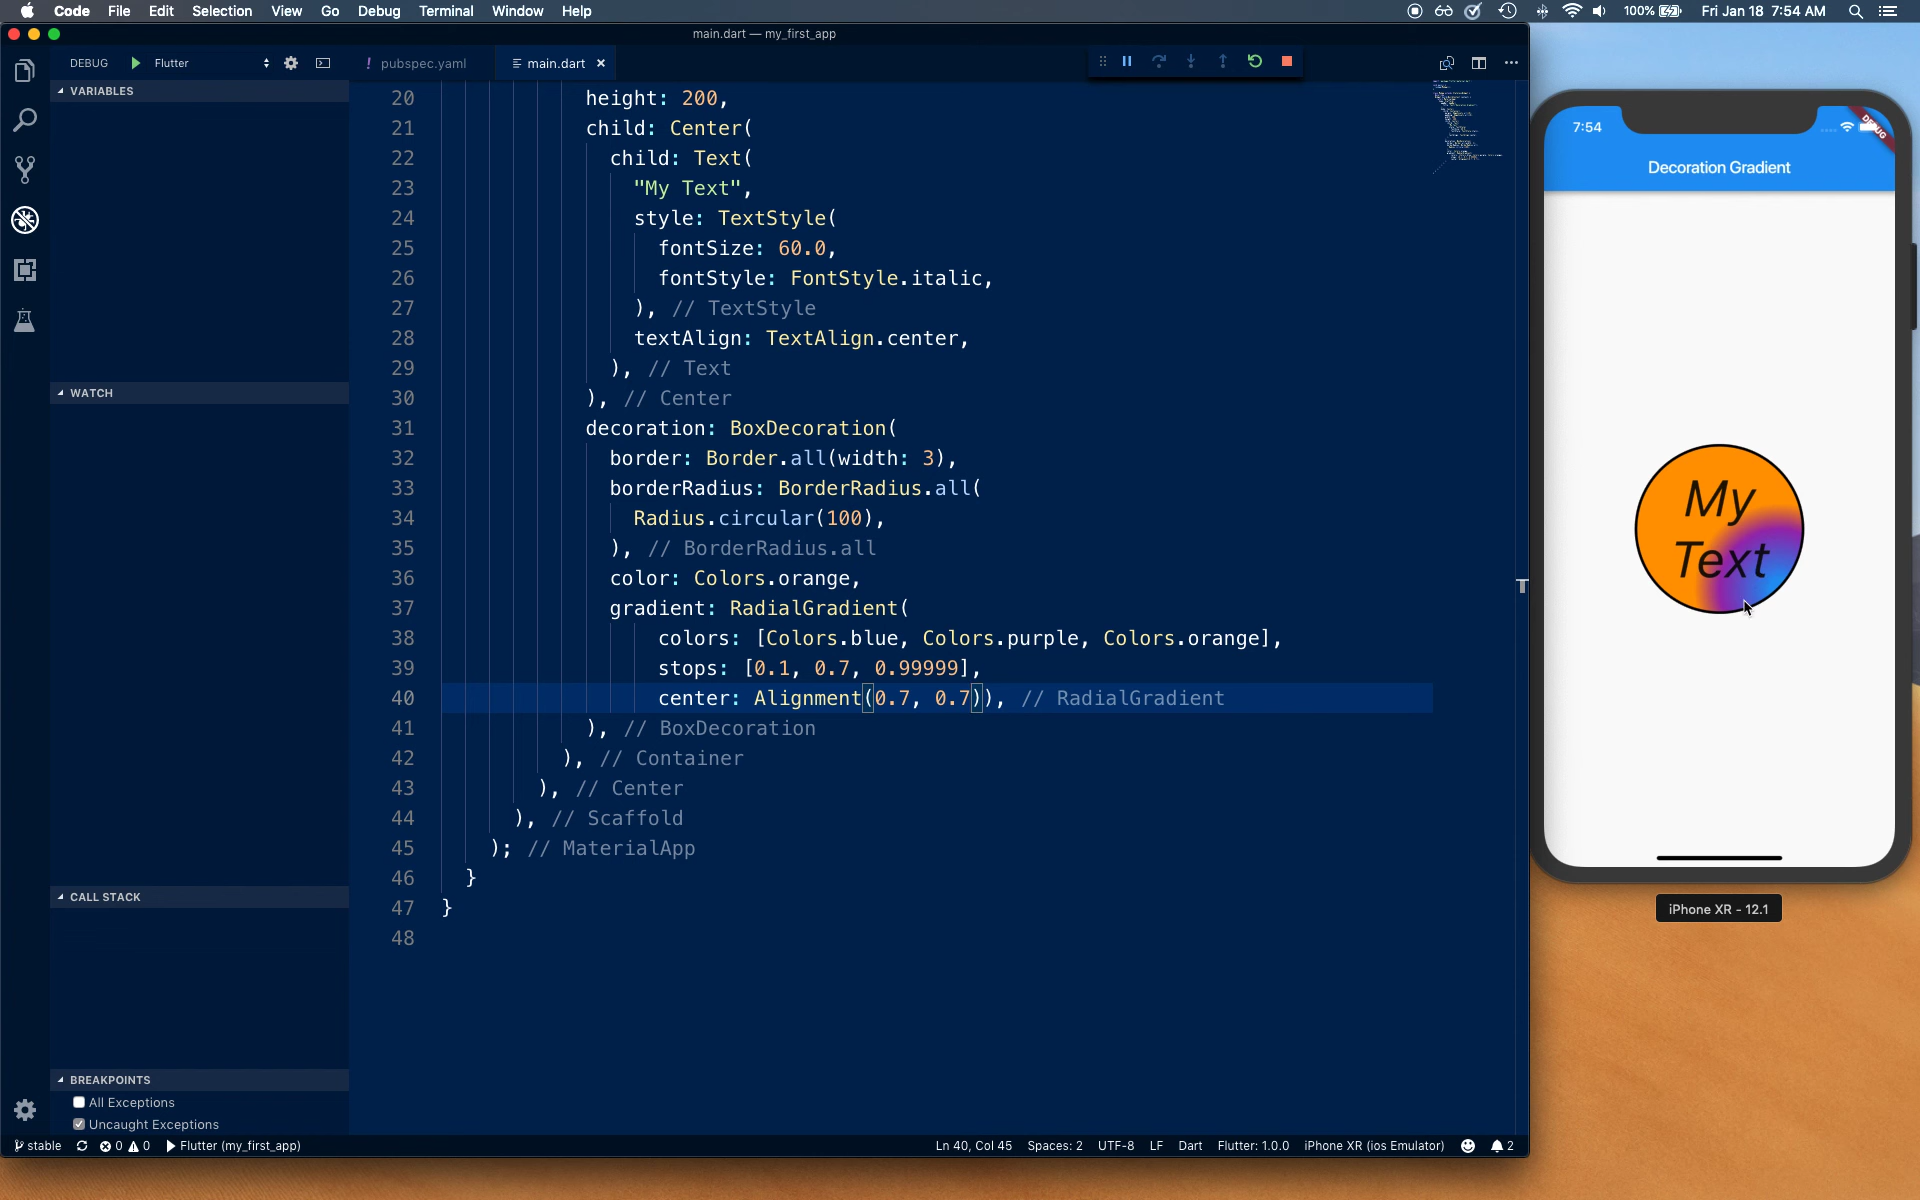 Code File Edit Selection View Go Debug Terminal Window Help 100% Fri Jan 18 7:54 AM
main.dart — my_first_app
DEBUG Flutter ! pubspec.yaml main.dart ×
VARIABLES
WATCH
CALL STACK
BREAKPOINTS
All Exceptions
Uncaught Exceptions
20 height: 200,
21 child: Center(
22 child: Text(
23 "My Text",
24 style: TextStyle(
25 fontSize: 60.0,
26 fontStyle: FontStyle.italic,
27 ), // TextStyle
28 textAlign: TextAlign.center,
29 ), // Text
30 ), // Center
31 decoration: BoxDecoration(
32 border: Border.all(width: 3),
33 borderRadius: BorderRadius.all(
34 Radius.circular(100),
35 ), // BorderRadius.all
36 color: Colors.orange,
37 gradient: RadialGradient(
38 colors: [Colors.blue, Colors.purple, Colors.orange],
39 stops: [0.1, 0.7, 0.99999],
40 center: Alignment(0.7, 0.7)), // RadialGradient
41 ), // BoxDecoration
42 ), // Container
43 ), // Center
44 ), // Scaffold
45 ); // MaterialApp
46 }
47 }
48
7:54 DEBUG
Decoration Gradient
My
Text
iPhone XR - 12.1
stable 0 0 Flutter (my_first_app) Ln 40, Col 45 Spaces: 2 UTF-8 LF Dart Flutter: 1.0.0 iPhone XR (ios Emulator) 2